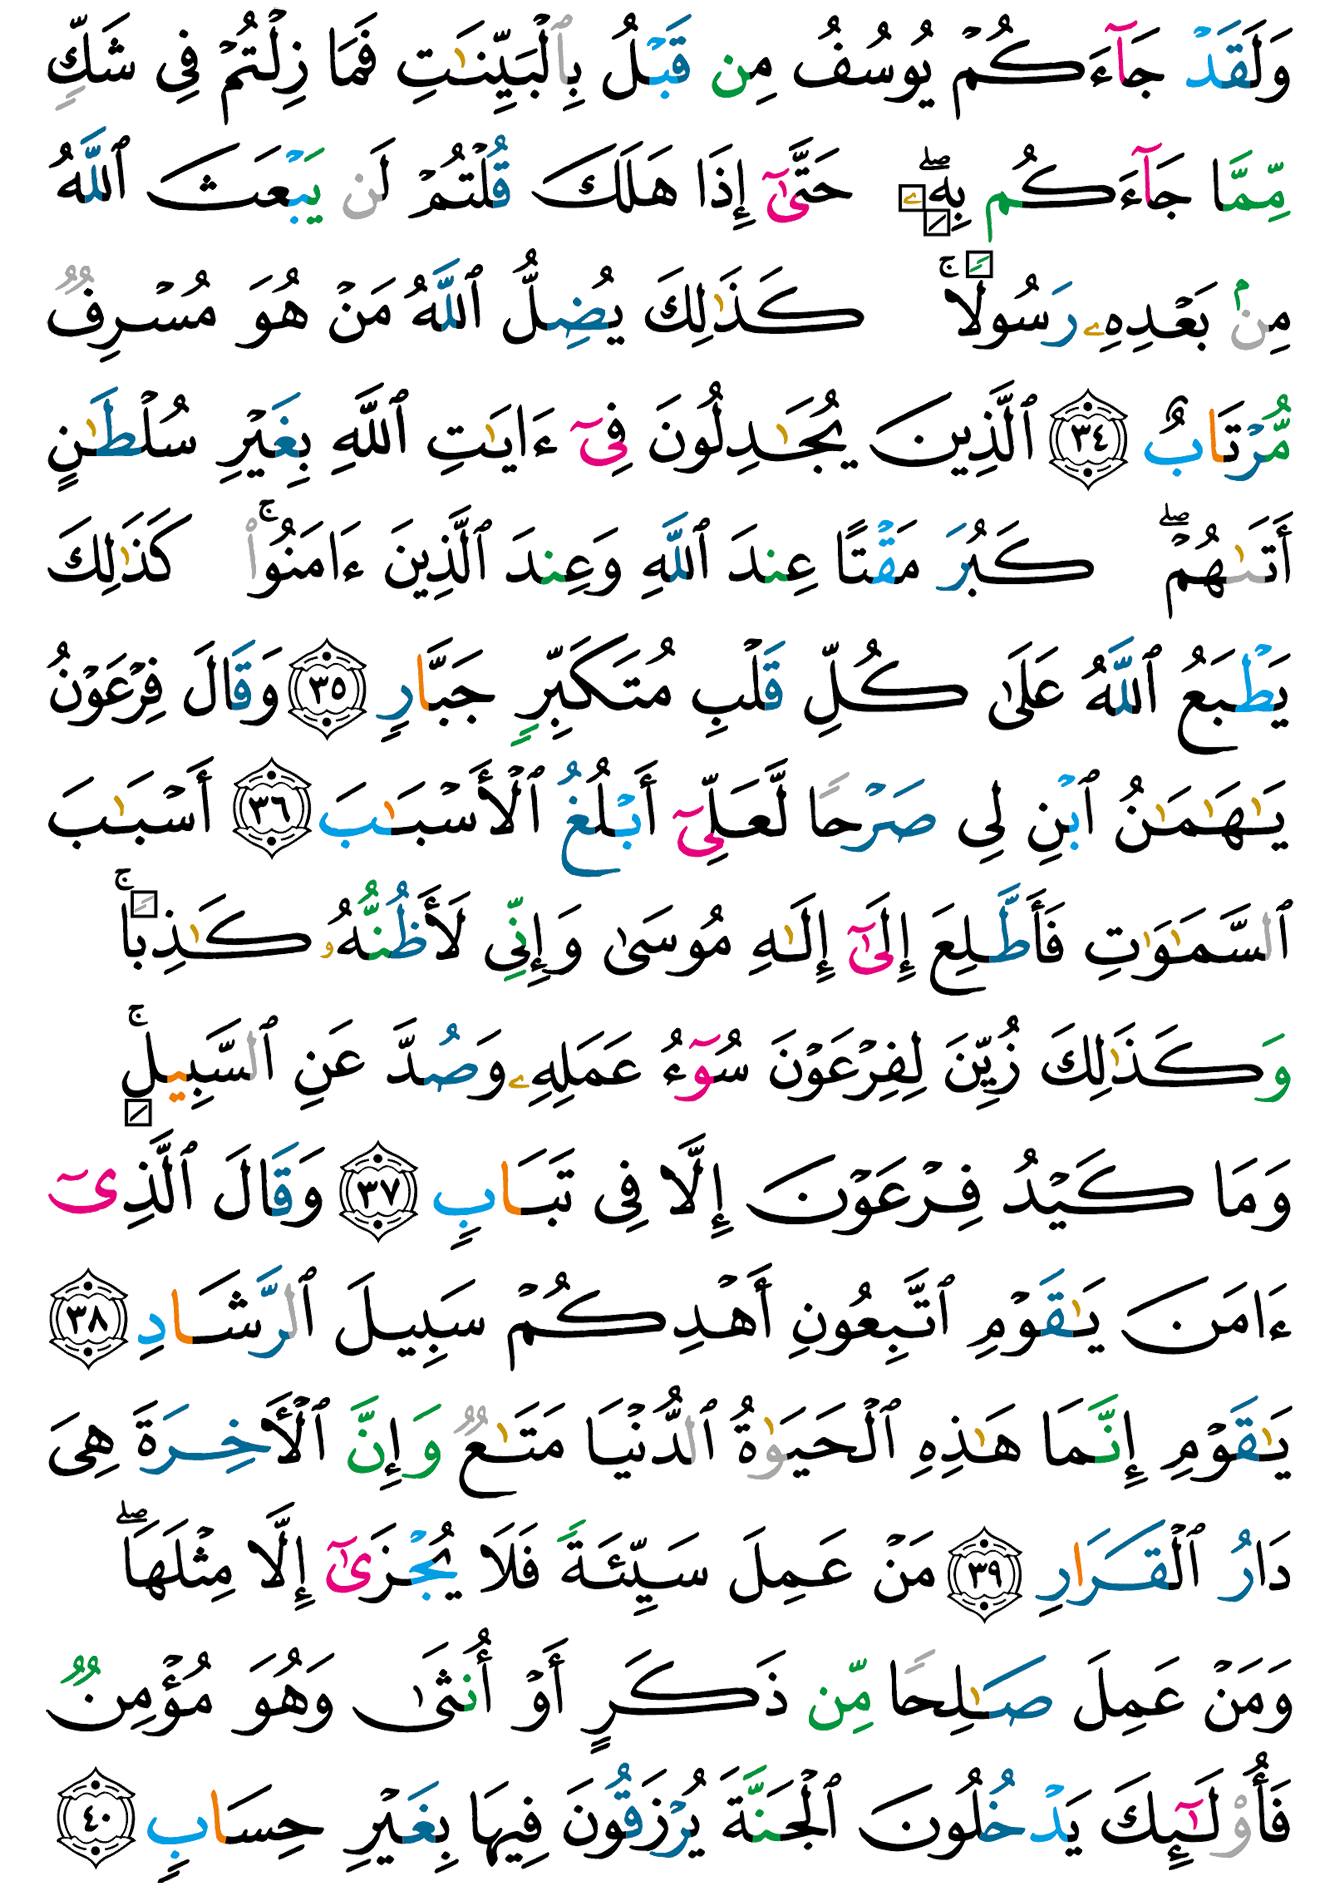 وَلَقَدْ جَآءَكُمْ يُوسُفُ مِن قَبْلُ بِٱلْبَيِّنَـٰتِ فَمَا زِلْتُمْ فِى شَكٍّ
مِّمَّا جَآءَكُم بِهِۦ ۖ حَتَّىٰٓ إِذَا هَلَكَ قُلْتُمْ لَن يَبْعَثَ ٱللَّهُ
مِنۢ بَعْدِهِۦ رَسُولًا ۚ كَذَٰلِكَ يُضِلُّ ٱللَّهُ مَنْ هُوَ مُسْرِفٌ
مُّرْتَابٌ ٣٤ ٱلَّذِينَ يُجَـٰدِلُونَ فِىٓ ءَايَـٰتِ ٱللَّهِ بِغَيْرِ سُلْطَـٰنٍ
أَتَىٰهُمْ ۖ كَبُرَ مَقْتًا عِندَ ٱللَّهِ وَعِندَ ٱلَّذِينَ ءَامَنُوا۟ ۚ كَذَٰلِكَ
يَطْبَعُ ٱللَّهُ عَلَىٰ كُلِّ قَلْبِ مُتَكَبِّرٍ جَبَّارٍ ٣٥ وَقَالَ فِرْعَوْنُ
يَـٰهَـٰمَـٰنُ ٱبْنِ لِى صَرْحًا لَّعَلِّىٓ أَبْلُغُ ٱلْأَسْبَـٰبَ ٣٦ أَسْبَـٰبَ
ٱلسَّمَـٰوَٰتِ فَأَطَّلِعَ إِلَىٰٓ إِلَـٰهِ مُوسَىٰ وَإِنِّى لَأَظُنُّهُۥ كَـٰذِبًا ۚ
وَكَذَٰلِكَ زُيِّنَ لِفِرْعَوْنَ سُوٓءُ عَمَلِهِۦ وَصُدَّ عَنِ ٱلسَّبِيلِ ۚ
وَمَا كَيْدُ فِرْعَوْنَ إِلَّا فِى تَبَابٍ ٣٧ وَقَالَ ٱلَّذِىٓ
ءَامَنَ يَـٰقَوْمِ ٱتَّبِعُونِ أَهْدِكُمْ سَبِيلَ ٱلرَّشَادِ ٣٨
يَـٰقَوْمِ إِنَّمَا هَـٰذِهِ ٱلْحَيَوٰةُ ٱلدُّنْيَا مَتَـٰعٌ وَإِنَّ ٱلْـَٔاخِرَةَ هِىَ
دَارُ ٱلْقَرَارِ ٣٩ مَنْ عَمِلَ سَيِّئَةً فَلَا يُجْزَىٰٓ إِلَّا مِثْلَهَا ۖ
وَمَنْ عَمِلَ صَـٰلِحًا مِّن ذَكَرٍ أَوْ أُنثَىٰ وَهُوَ مُؤْمِنٌ
فَأُو۟لَـٰٓئِكَ يَدْخُلُونَ ٱلْجَنَّةَ يُرْزَقُونَ فِيهَا بِغَيْرِ حِسَابٍ ٤٠